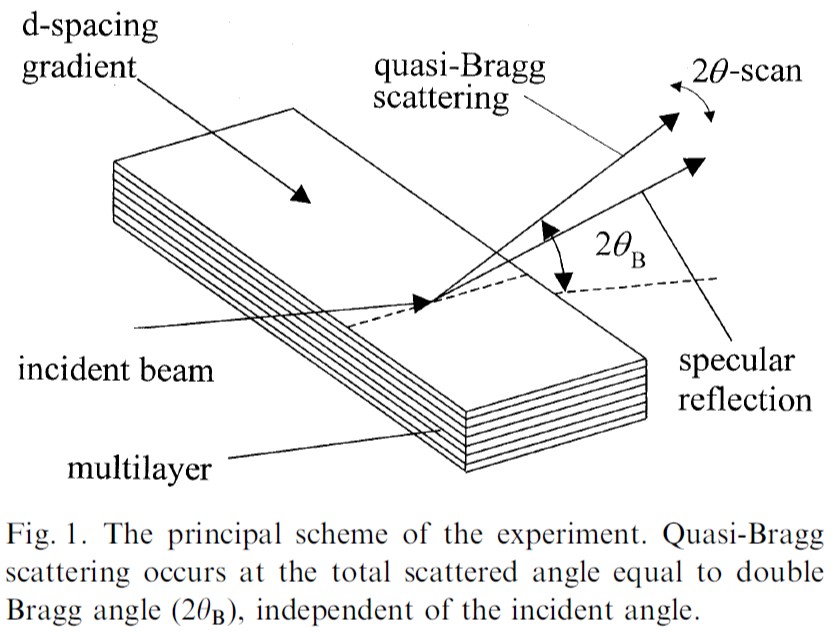 d-spacing
gradient
quasi-Bragg
scattering
2θ-scan
2θB
incident beam
specular
reflection
multilayer
Fig. 1. The principal scheme of the experiment. Quasi-Bragg
scattering occurs at the total scattered angle equal to double
Bragg angle (2θB), independent of the incident angle.